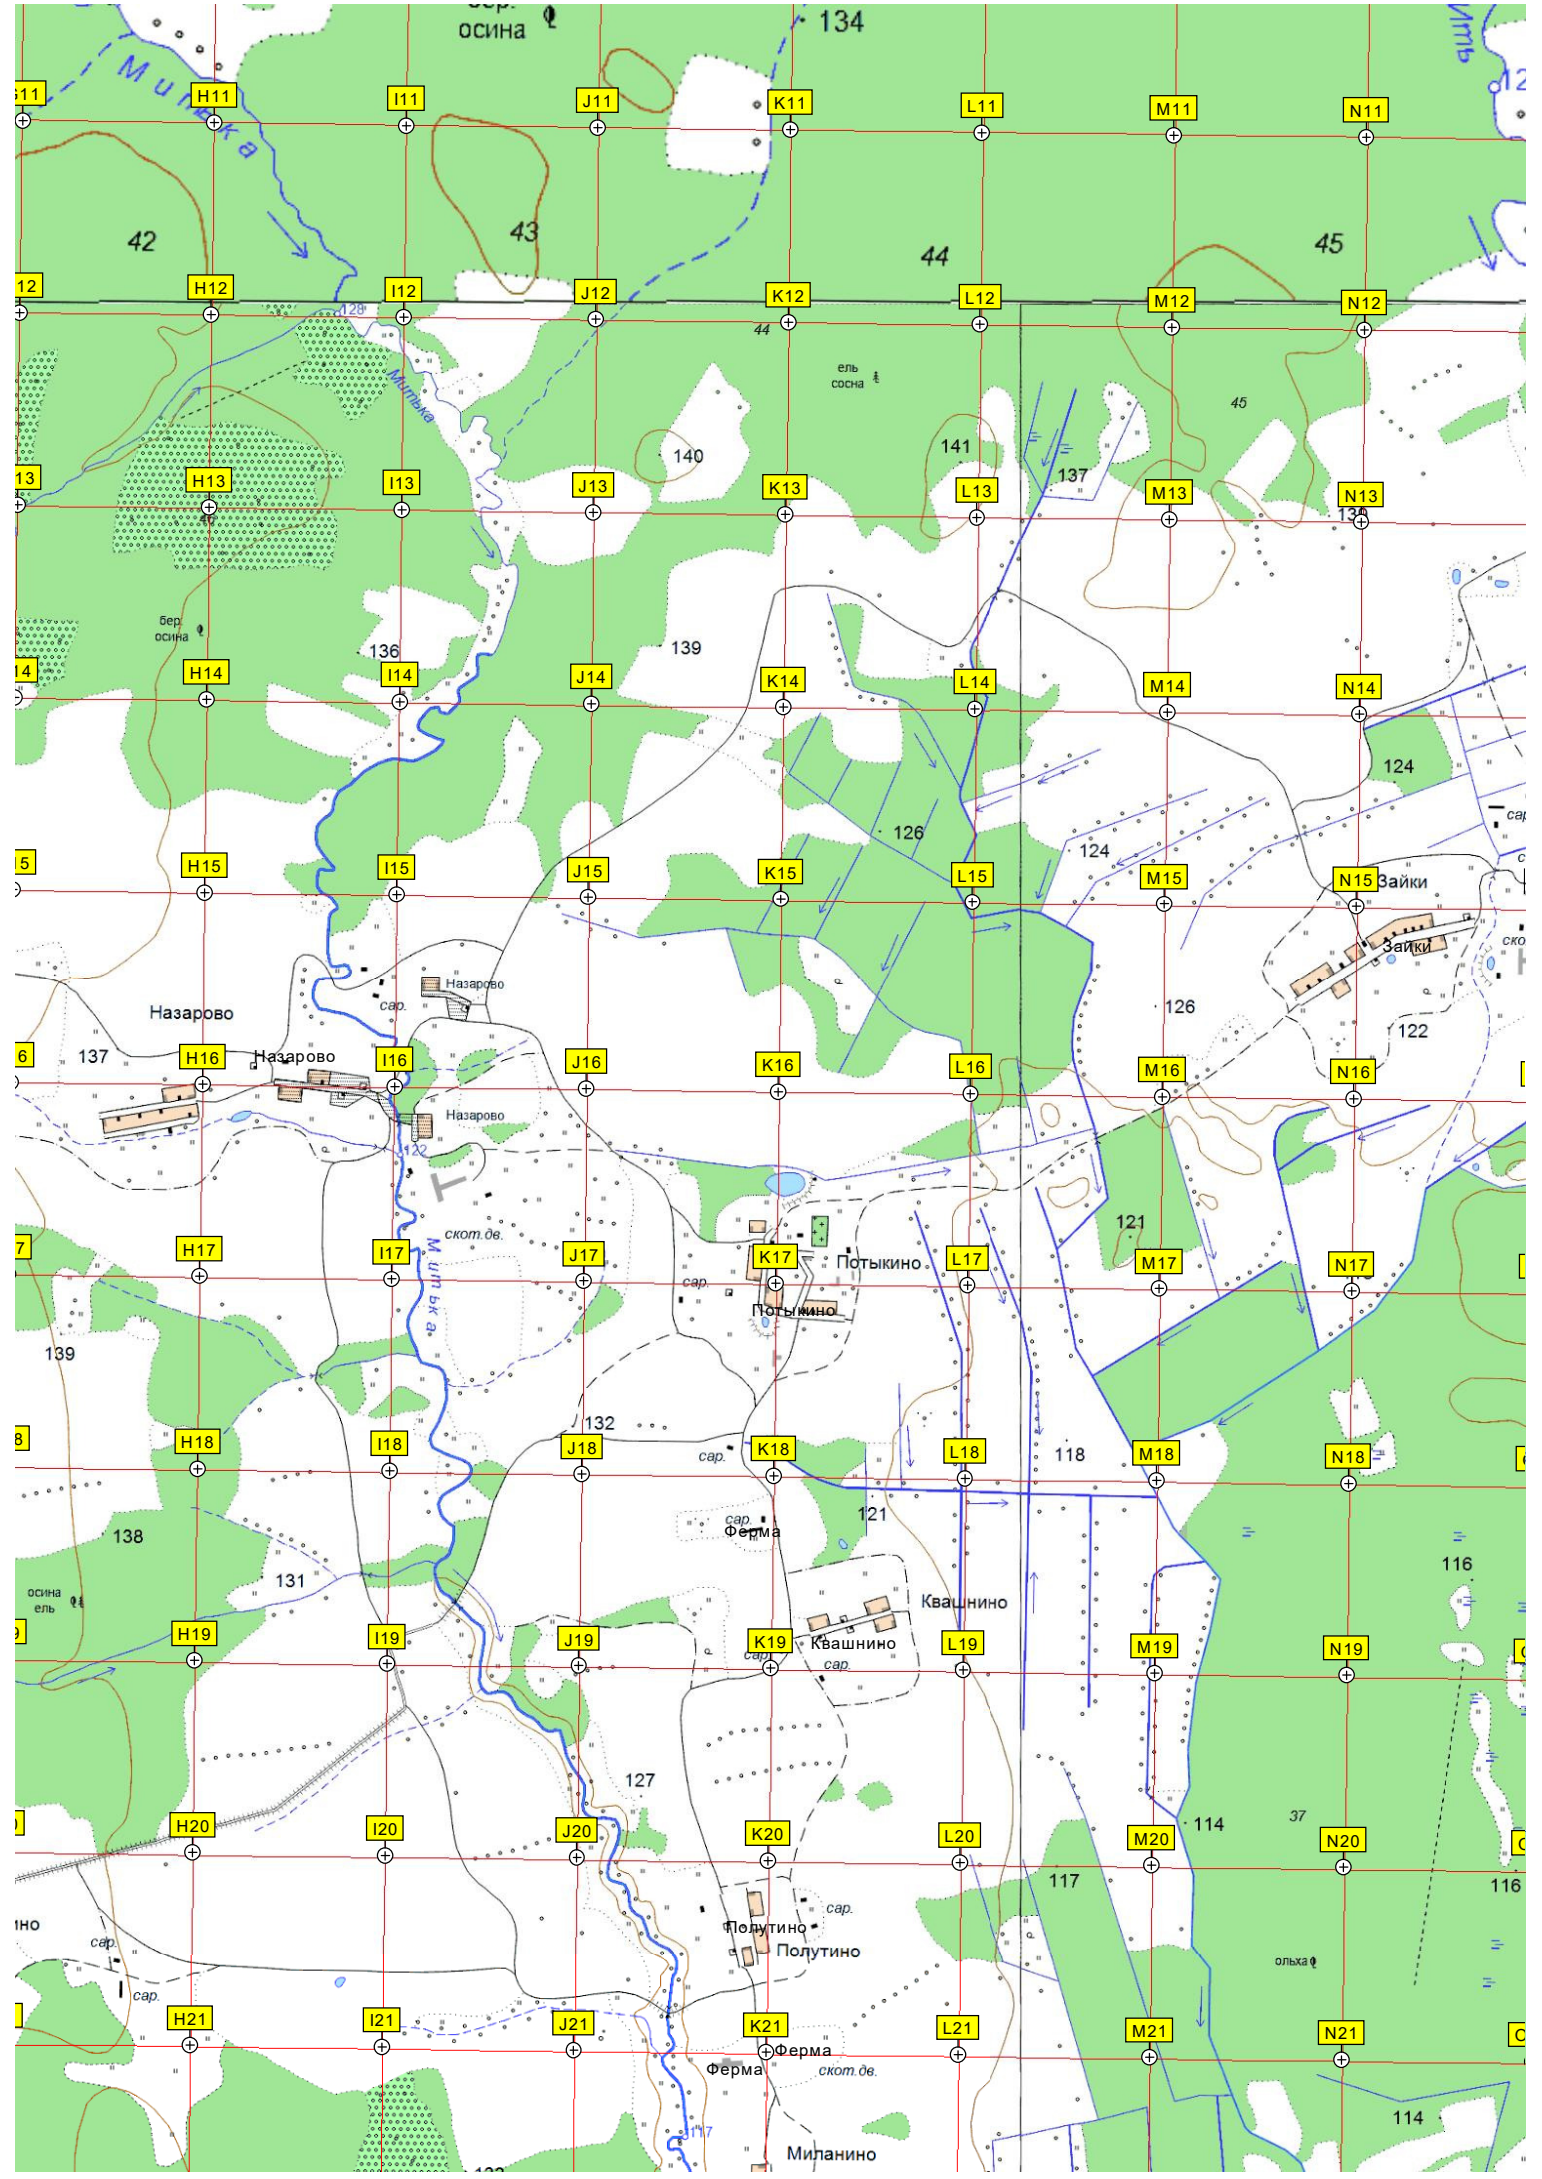 осина
134
Ить
Митька
H11
I11
J11
K11
L11
M11
N11
42
43
44
45
12
H12
I12
J12
K12
L12
M12
N12
128
44
Митька
ель
сосна
45
140
141
137
13
H13
I13
J13
K13
L13
M13
N13
бер.
осина
136
139
14
H14
I14
J14
K14
L14
M14
N14
124
126
124
сар
15
H15
I15
J15
K15
L15
M15
N15
Зайки
Зайки
ско
Назарово
сар.
Назарово
126
122
137
Назарово
H16
I16
J16
K16
L16
M16
N16
Назарово
122
скот.дв.
Митька
121
H17
I17
J17
K17
L17
M17
N17
Потыкино
сар.
Потыкино
139
132
сар.
118
H18
I18
J18
K18
L18
M18
N18
121
сар.
Ферма
138
131
116
осина
ель
Квашнино
Квашнино
сар.
сар.
H19
I19
J19
K19
L19
M19
N19
127
37
114
H20
I20
J20
K20
L20
M20
N20
117
116
ино
сар.
сар.
Полутино
сар.
Полутино
ольха
H21
I21
J21
K21
L21
M21
N21
Ферма
Ферма
скот.дв.
117
114
Миланино